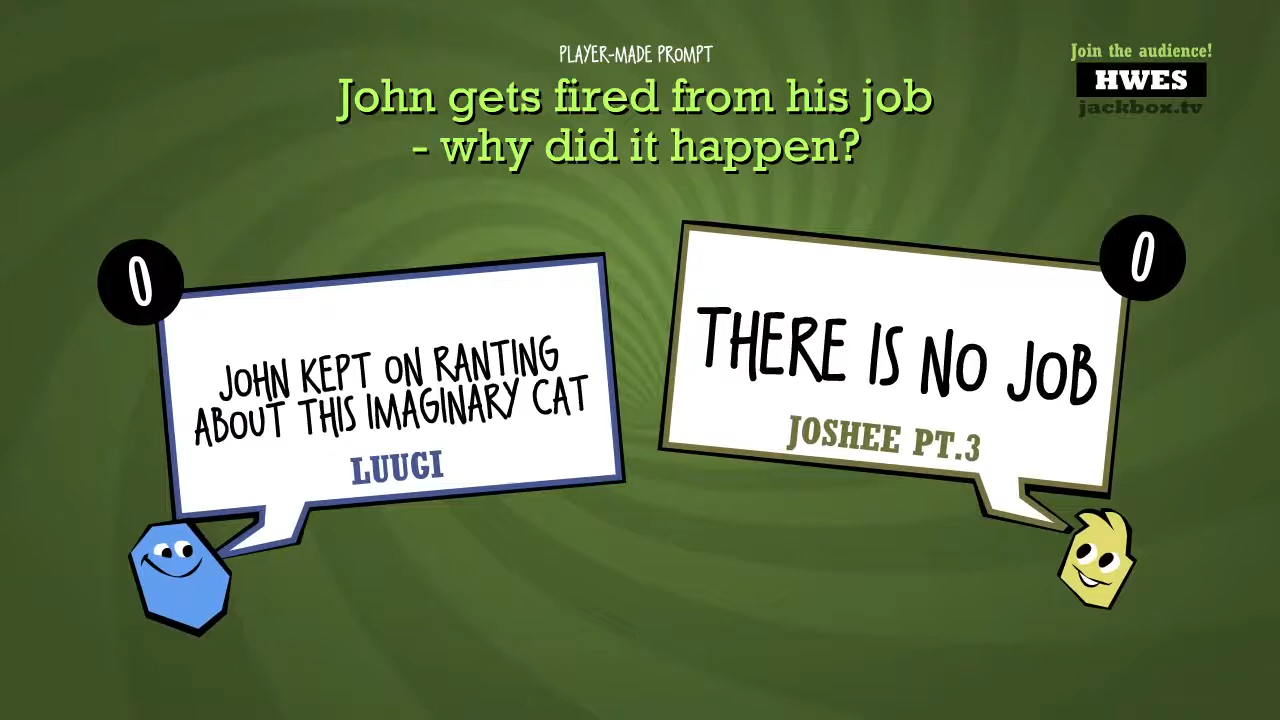 PLAYER-MADE PROMPT
John gets fired from his job
- why did it happen?
Join the audience!
HWES
jackbox.tv
0
JOHN KEPT ON RANTING
ABOUT THIS IMAGINARY CAT
LUUGI
0
THERE IS NO JOB
JOSHEE PT.3